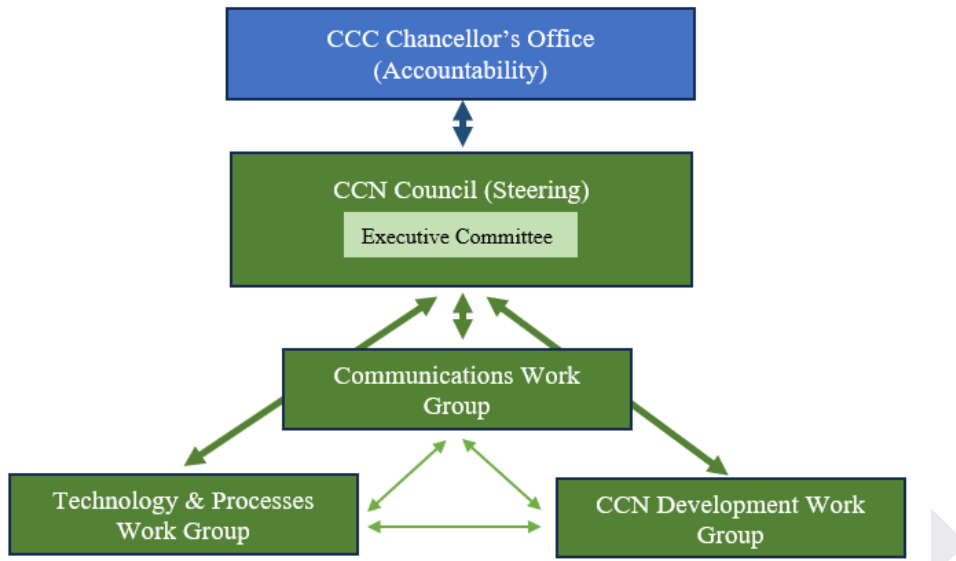 CCC Chancellor’s Office
(Accountability)
CCN Council (Steering)
Executive Committee
Communications Work
Group
Technology & Processes
Work Group
CCN Development Work
Group